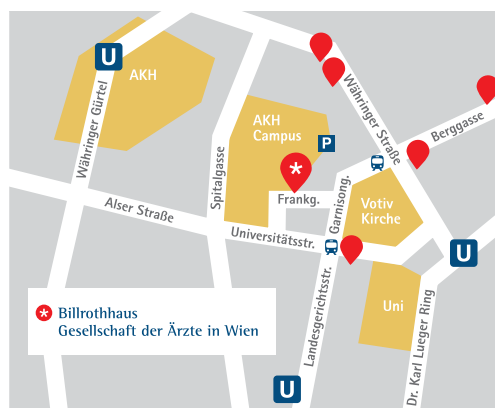 U
AKH
Währinger Gürtel
Spitalgasse
AKH
Campus
P
Währinger Straße
Berggasse
*
Frankg.
Garnisong.
Votiv
Kirche
Alser Straße
Universitätsstr.
U
Landesgerichtsstr.
Uni
Dr. Karl Lueger Ring
* Billrothhaus
Gesellschaft der Ärzte in Wien
U